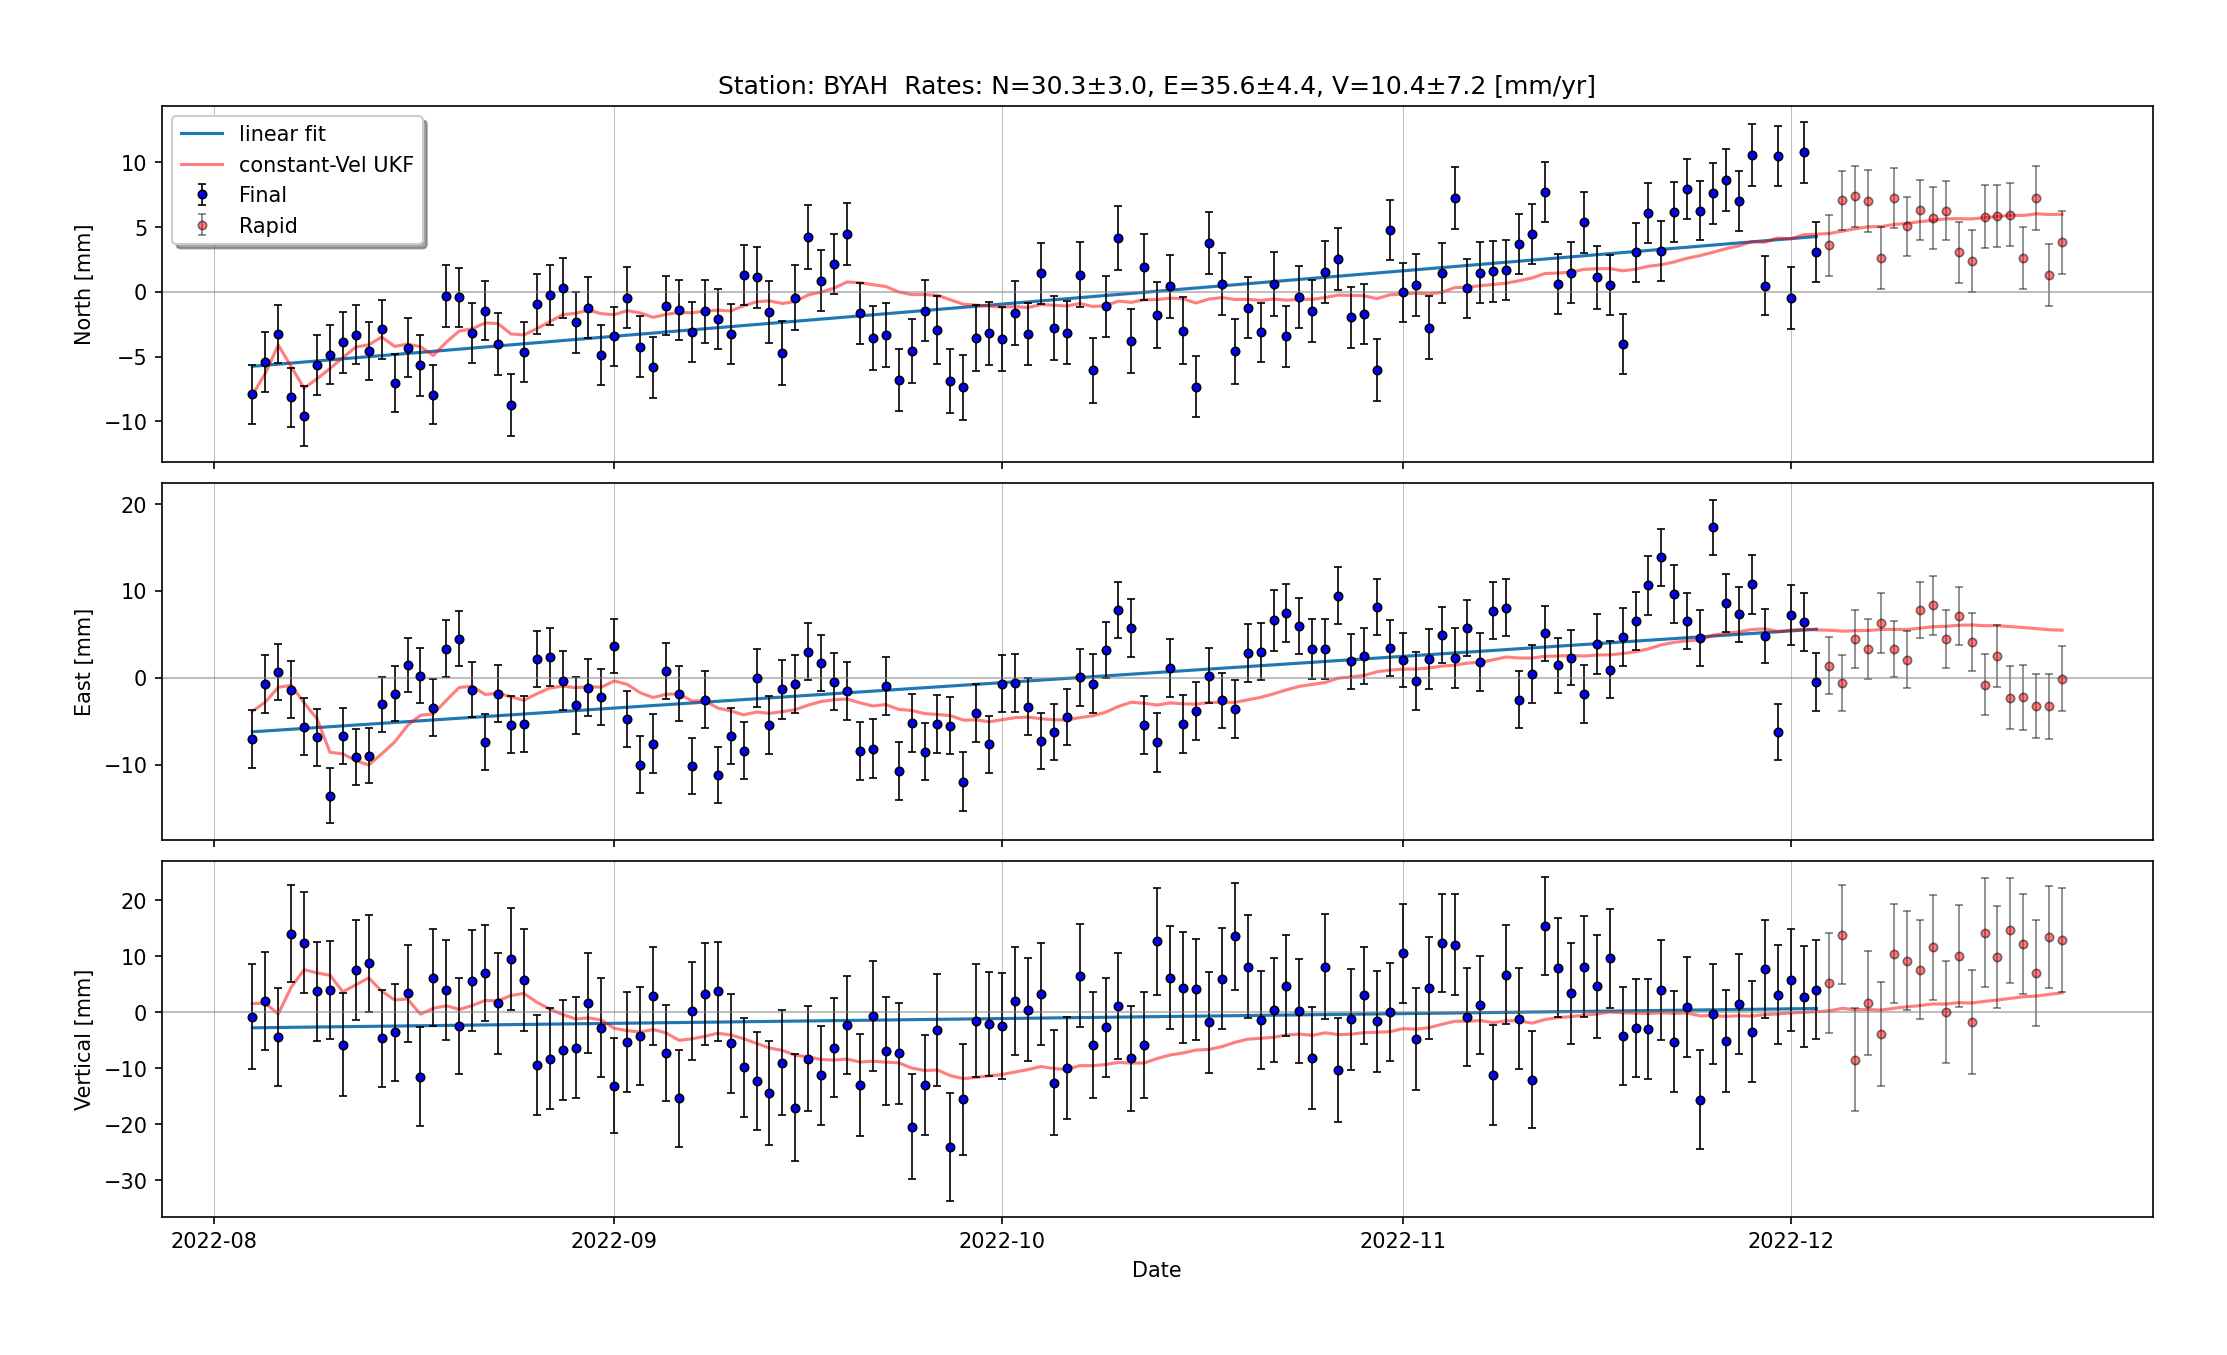 Station: BYAH  Rates: N=30.3±3.0, E=35.6±4.4, V=10.4±7.2 [mm/yr]
linear fit
constant-Vel UKF
Final
Rapid
North [mm]
10
5
0
−5
−10
East [mm]
20
10
0
−10
Vertical [mm]
20
10
0
−10
−20
−30
2022-08 2022-09 2022-10 2022-11 2022-12
Date